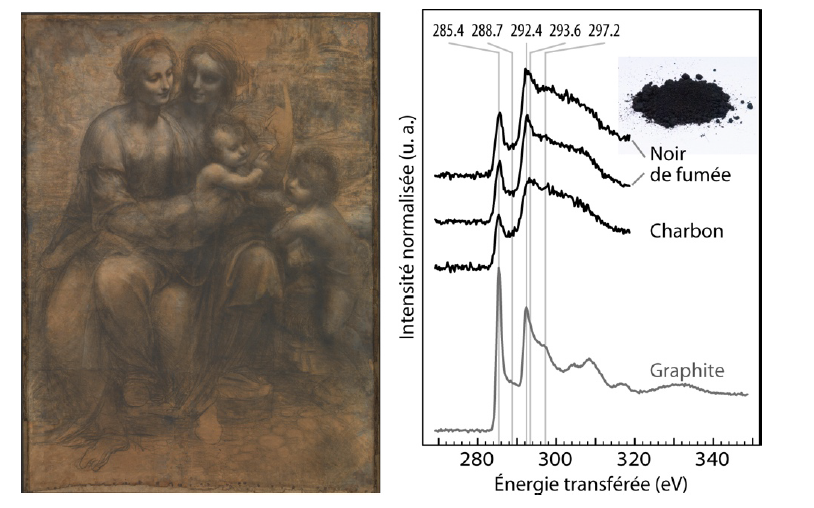 285.4 288.7 292.4 293.6 297.2
Intensité normalisée (u. a.)
Noir
de fumée
Charbon
Graphite
280 300 320 340
Énergie transférée (eV)